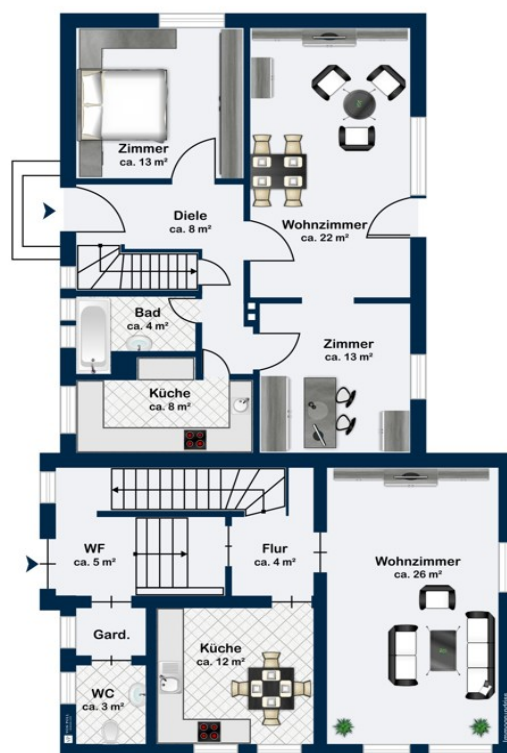 Zimmer
ca. 13 m²
Diele
ca. 8 m²
Wohnzimmer
ca. 22 m²
Bad
ca. 4 m²
Zimmer
ca. 13 m²
Küche
ca. 8 m²
WF
ca. 5 m²
Flur
ca. 4 m²
Wohnzimmer
ca. 26 m²
Gard.
Küche
ca. 12 m²
WC
ca. 3 m²